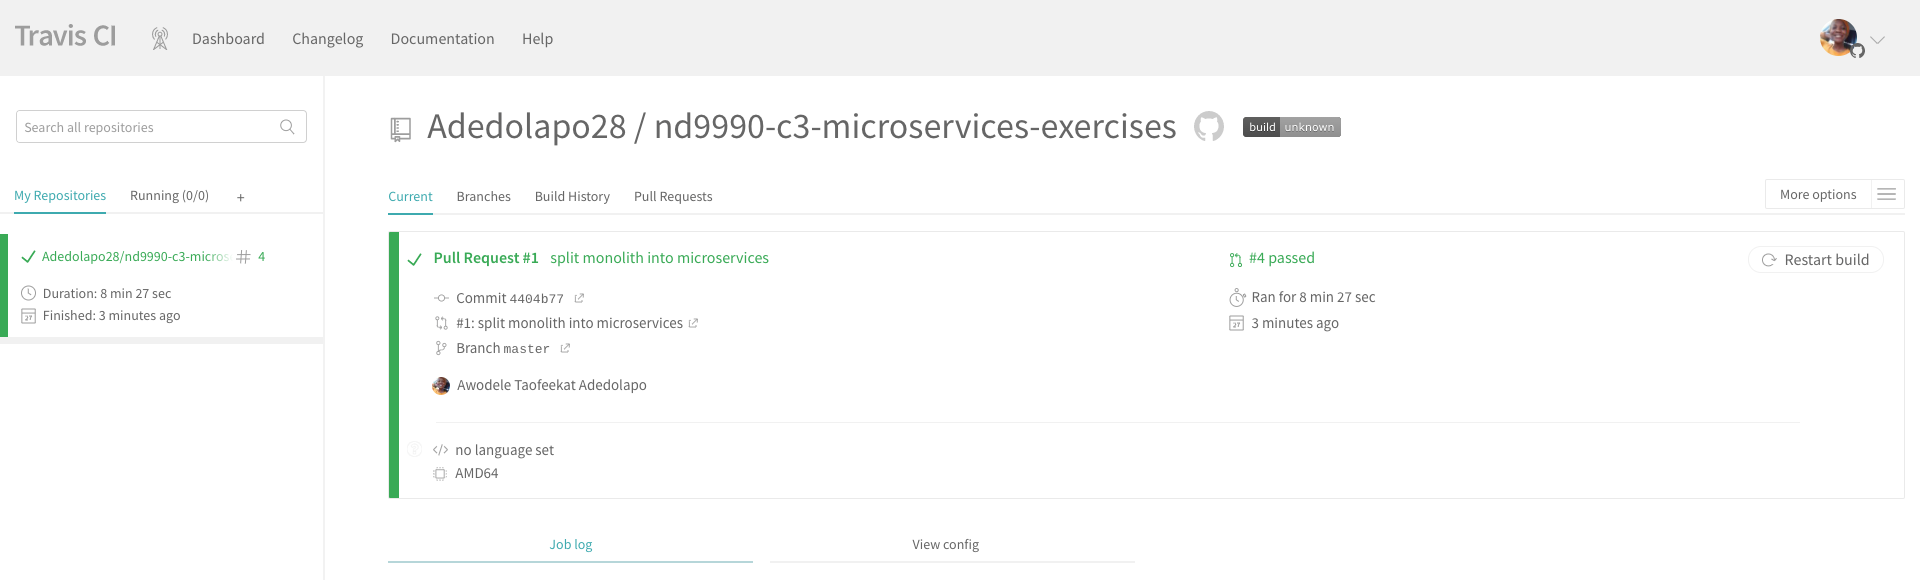 Travis CI
Dashboard
Changelog
Documentation
Help
Search all repositories
My Repositories
Running (0/0)
+
Adedolapo28/nd9990-c3-micros
# 4
Duration: 8 min 27 sec
Finished: 3 minutes ago
Adedolapo28 / nd9990-c3-microservices-exercises
build unknown
Current
Branches
Build History
Pull Requests
More options
Pull Request #1 split monolith into microservices
Commit 4404b77
#1: split monolith into microservices
Branch master
Awodele Taofeekat Adedolapo
#4 passed
Ran for 8 min 27 sec
27 3 minutes ago
Restart build
no language set
AMD64
Job log
View config